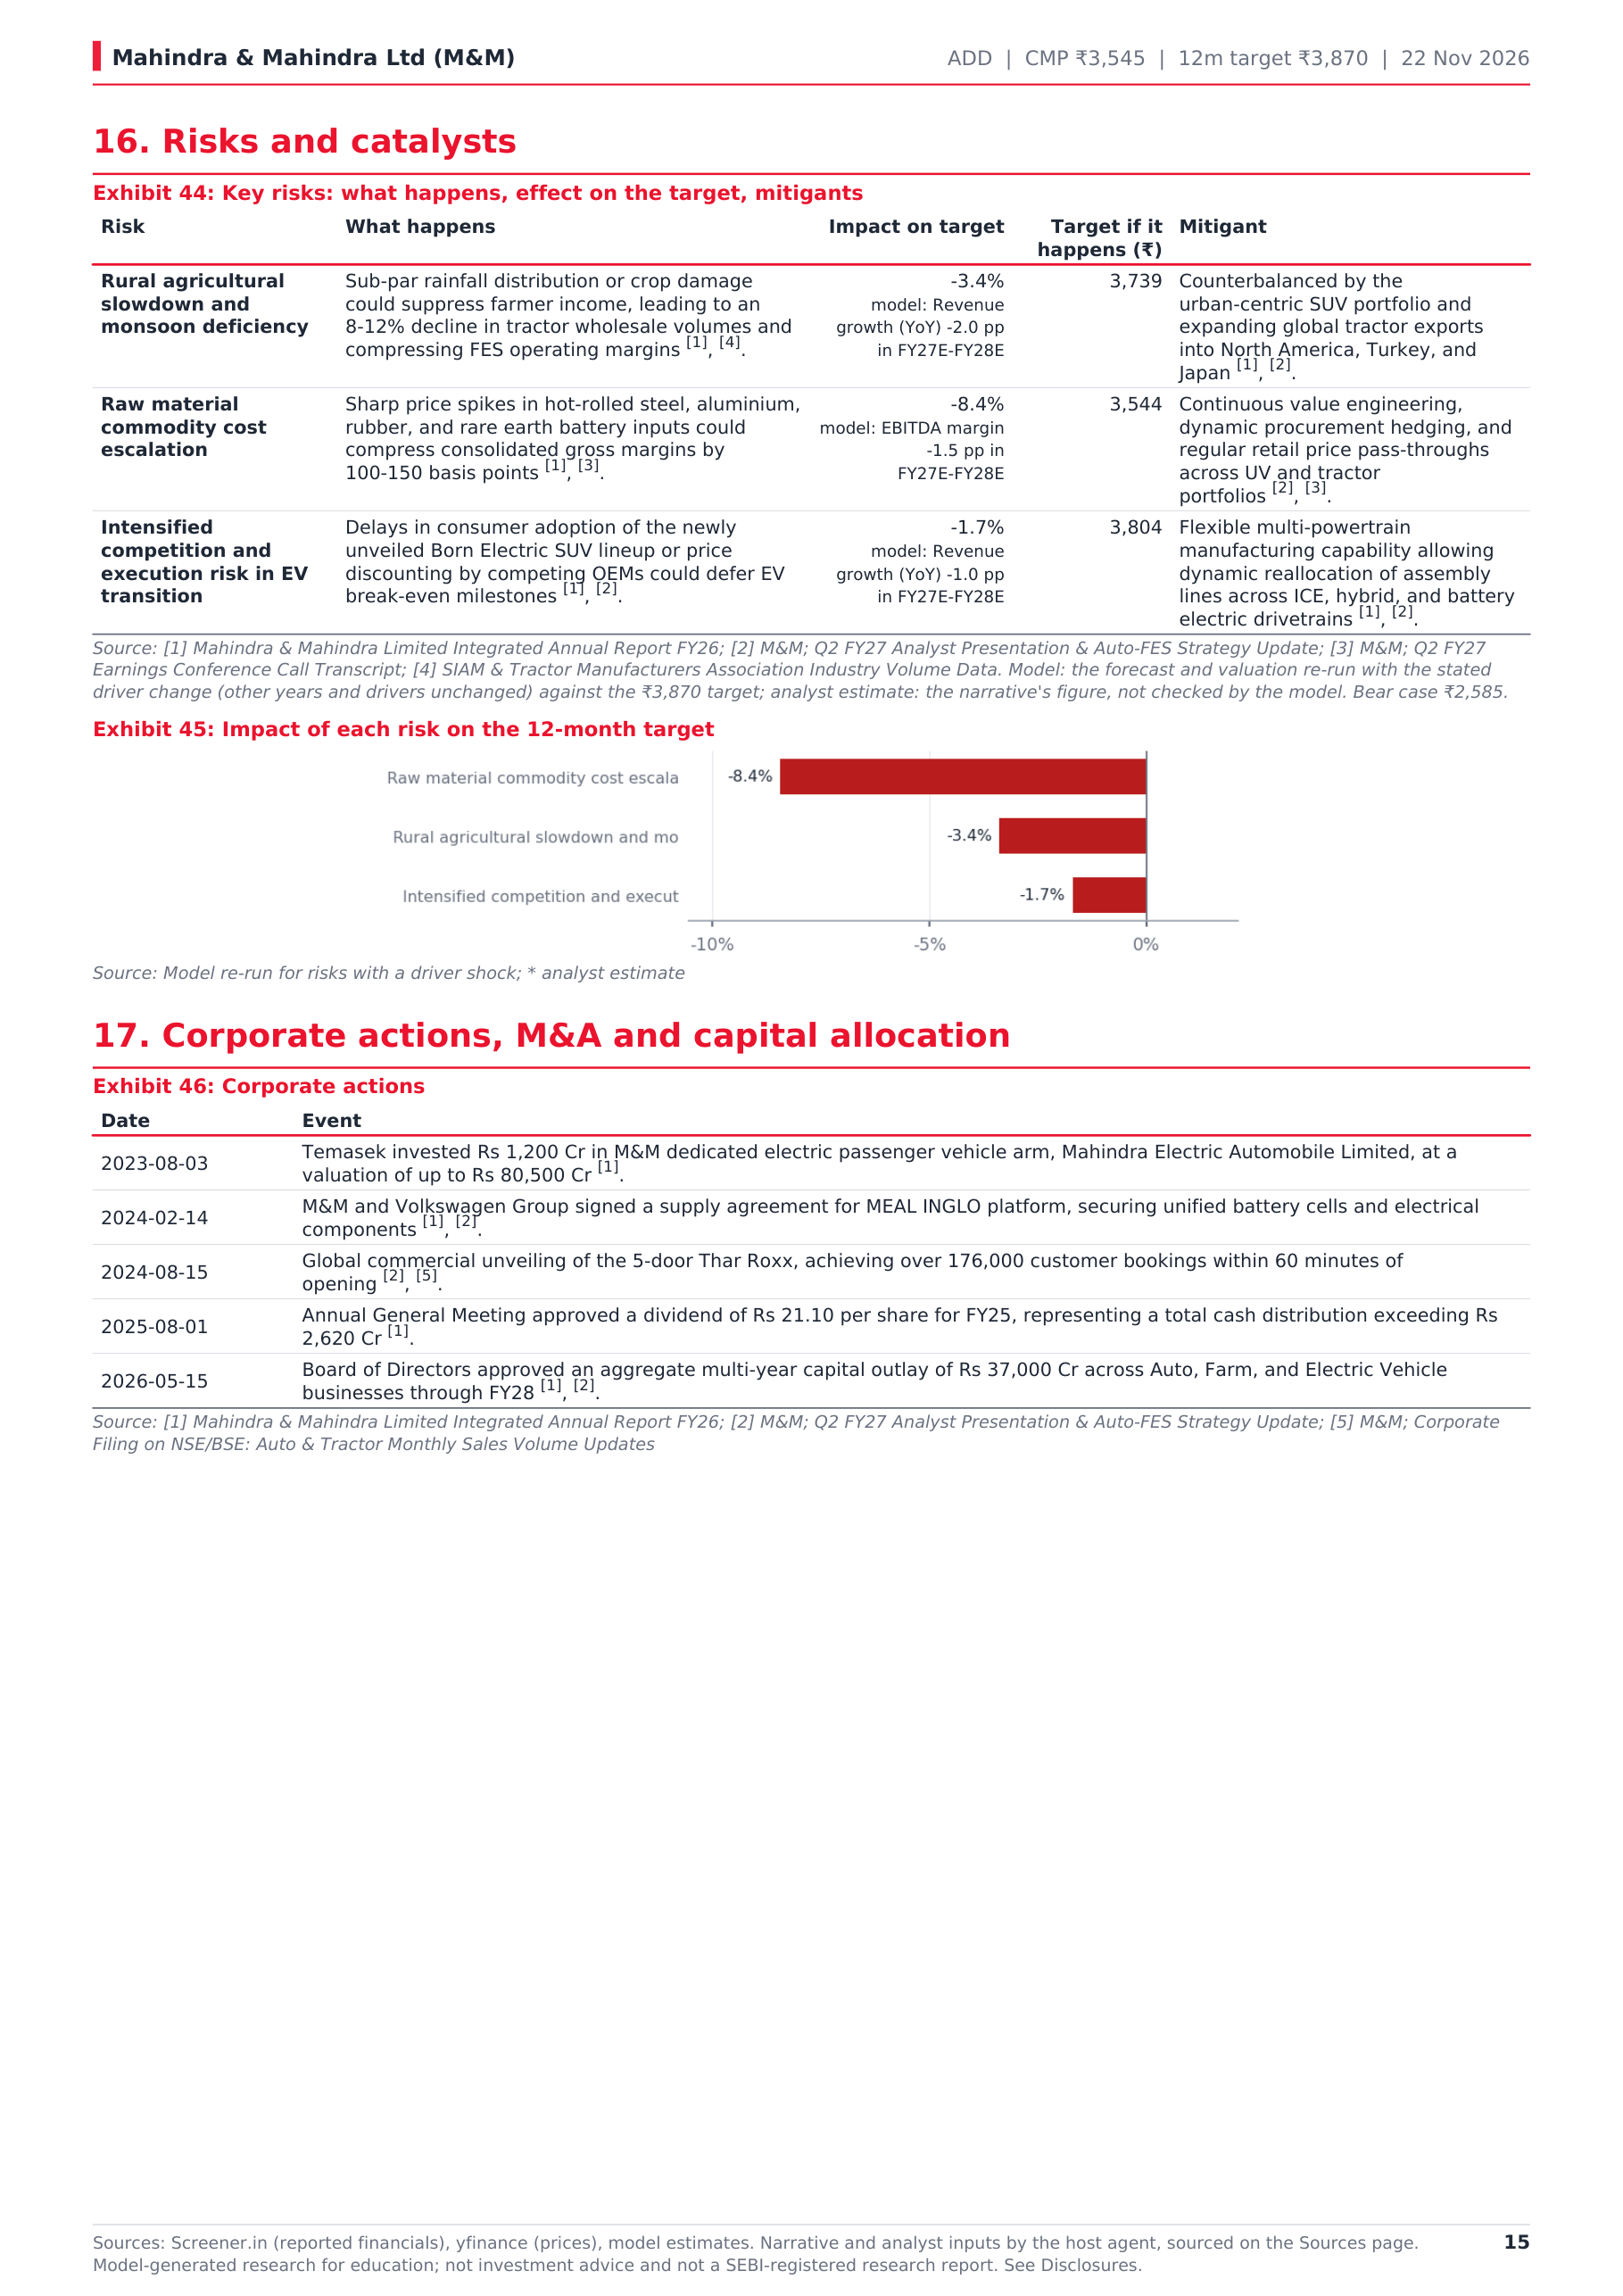 Mahindra & Mahindra Ltd (M&M)
ADD | CMP ₹3,545 | 12m target ₹3,870 | 22 Nov 2026
16. Risks and catalysts
Exhibit 44: Key risks: what happens, effect on the target, mitigants
Risk
What happens
Impact on target
Target if it
happens (₹)
Mitigant
Rural agricultural
slowdown and
monsoon deficiency
Sub-par rainfall distribution or crop damage
could suppress farmer income, leading to an
8-12% decline in tractor wholesale volumes and
compressing FES operating margins [1], [4].
-3.4%
model: Revenue
growth (YoY) -2.0 pp
in FY27E-FY28E
3,739
Counterbalanced by the
urban-centric SUV portfolio and
expanding global tractor exports
into North America, Turkey, and
Japan [1], [2].
Raw material
commodity cost
escalation
Sharp price spikes in hot-rolled steel, aluminium,
rubber, and rare earth battery inputs could
compress consolidated gross margins by
100-150 basis points [1], [3].
-8.4%
model: EBITDA margin
-1.5 pp in
FY27E-FY28E
3,544
Continuous value engineering,
dynamic procurement hedging, and
regular retail price pass-throughs
across UV and tractor
portfolios [2], [3].
Intensified
competition and
execution risk in EV
transition
Delays in consumer adoption of the newly
unveiled Born Electric SUV lineup or price
discounting by competing OEMs could defer EV
break-even milestones [1], [2].
-1.7%
model: Revenue
growth (YoY) -1.0 pp
in FY27E-FY28E
3,804
Flexible multi-powertrain
manufacturing capability allowing
dynamic reallocation of assembly
lines across ICE, hybrid, and battery
electric drivetrains [1], [2].
Source: [1] Mahindra & Mahindra Limited Integrated Annual Report FY26; [2] M&M; Q2 FY27 Analyst Presentation & Auto-FES Strategy Update; [3] M&M; Q2 FY27
Earnings Conference Call Transcript; [4] SIAM & Tractor Manufacturers Association Industry Volume Data. Model: the forecast and valuation re-run with the stated
driver change (other years and drivers unchanged) against the ₹3,870 target; analyst estimate: the narrative's figure, not checked by the model. Bear case ₹2,585.
Exhibit 45: Impact of each risk on the 12-month target
Raw material commodity cost escala
-8.4%
Rural agricultural slowdown and mo
-3.4%
Intensified competition and execut
-1.7%
-10%
-5%
0%
Source: Model re-run for risks with a driver shock; * analyst estimate
17. Corporate actions, M&A and capital allocation
Exhibit 46: Corporate actions
Date
Event
2023-08-03
Temasek invested Rs 1,200 Cr in M&M dedicated electric passenger vehicle arm, Mahindra Electric Automobile Limited, at a
valuation of up to Rs 80,500 Cr [1].
2024-02-14
M&M and Volkswagen Group signed a supply agreement for MEAL INGLO platform, securing unified battery cells and electrical
components [1], [2].
2024-08-15
Global commercial unveiling of the 5-door Thar Roxx, achieving over 176,000 customer bookings within 60 minutes of
opening [2], [5].
2025-08-01
Annual General Meeting approved a dividend of Rs 21.10 per share for FY25, representing a total cash distribution exceeding Rs
2,620 Cr [1].
2026-05-15
Board of Directors approved an aggregate multi-year capital outlay of Rs 37,000 Cr across Auto, Farm, and Electric Vehicle
businesses through FY28 [1], [2].
Source: [1] Mahindra & Mahindra Limited Integrated Annual Report FY26; [2] M&M; Q2 FY27 Analyst Presentation & Auto-FES Strategy Update; [5] M&M; Corporate
Filing on NSE/BSE: Auto & Tractor Monthly Sales Volume Updates
Sources: Screener.in (reported financials), yfinance (prices), model estimates. Narrative and analyst inputs by the host agent, sourced on the Sources page.
Model-generated research for education; not investment advice and not a SEBI-registered research report. See Disclosures.
15